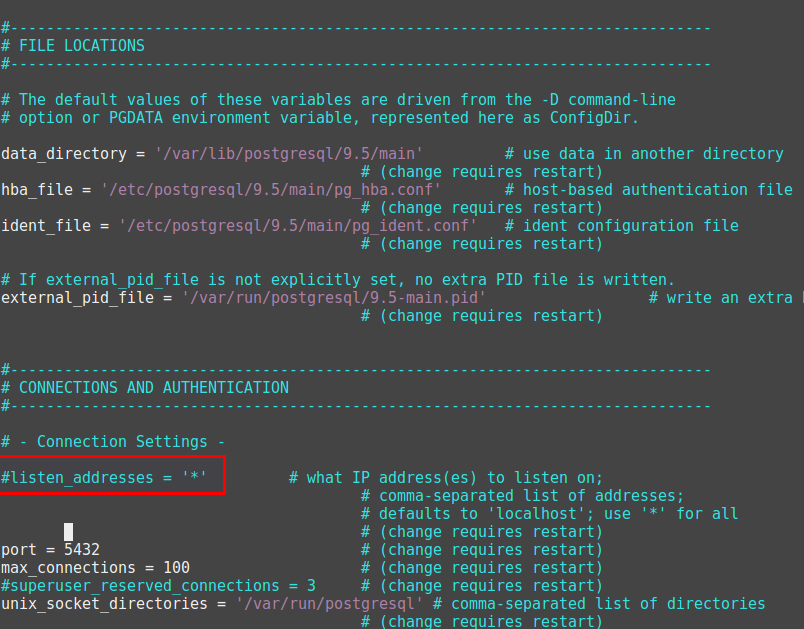 #------------------------------------------------------------------------------
# FILE LOCATIONS
#------------------------------------------------------------------------------
# The default values of these variables are driven from the -D command-line
# option or PGDATA environment variable, represented here as ConfigDir.
data_directory = '/var/lib/postgresql/9.5/main' # use data in another directory
# (change requires restart)
hba_file = '/etc/postgresql/9.5/main/pg_hba.conf' # host-based authentication file
# (change requires restart)
ident_file = '/etc/postgresql/9.5/main/pg_ident.conf' # ident configuration file
# (change requires restart)
# If external_pid_file is not explicitly set, no extra PID file is written.
external_pid_file = '/var/run/postgresql/9.5-main.pid' # write an extra
# (change requires restart)
#------------------------------------------------------------------------------
# CONNECTIONS AND AUTHENTICATION
#------------------------------------------------------------------------------
# - Connection Settings -
#listen_addresses = '*' # what IP address(es) to listen on;
# comma-separated list of addresses;
# defaults to 'localhost'; use '*' for all
# (change requires restart)
port = 5432 # (change requires restart)
max_connections = 100 # (change requires restart)
#superuser_reserved_connections = 3 # (change requires restart)
unix_socket_directories = '/var/run/postgresql' # comma-separated list of directories
# (change requires restart)